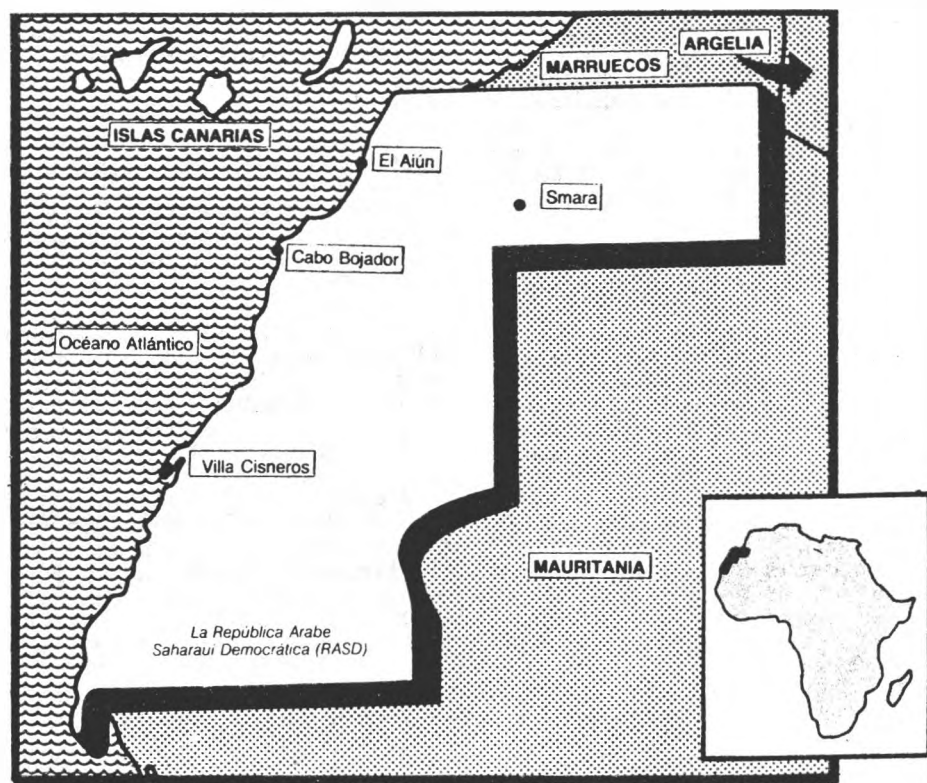 ARGELIA
MARRUECOS
ISLAS CANARIAS
El Aiún
Smara
Cabo Bojador
Océano Atlántico
Villa Cisneros
MAURITANIA
La República Arabe
Saharaui Democrática (RASD)